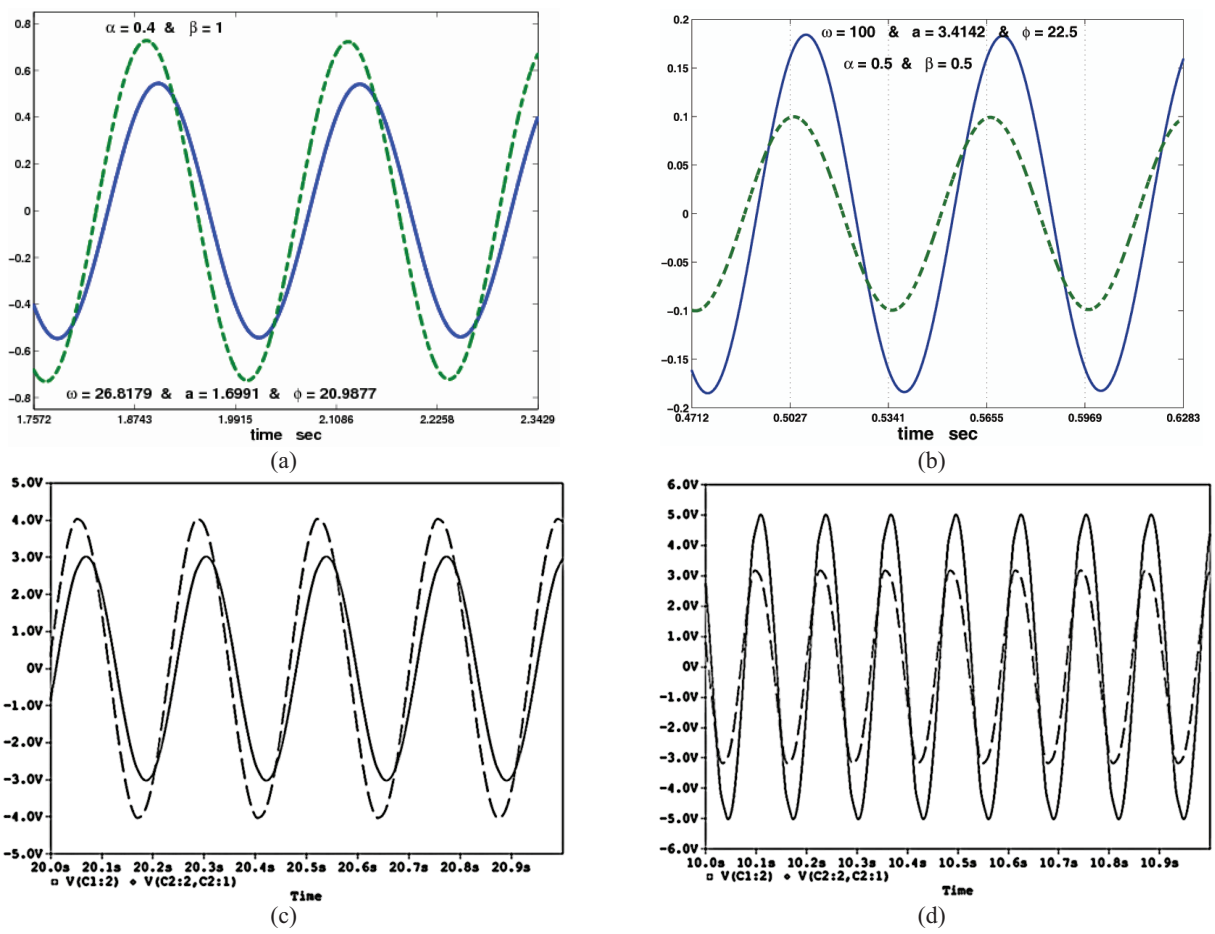 α = 0.4 & β = 1
0.8
0.6
0.4
0.2
0
−0.2
−0.4
−0.6
−0.8
ω = 26.8179 & a = 1.6991 & ϕ = 20.9877
1.7572 1.8743 1.9915 2.1086 2.2258 2.3429
time sec
(a)
ω = 100 & a = 3.4142 & ϕ = 22.5
α = 0.5 & β = 0.5
0.2
0.15
0.1
0.05
0
−0.05
−0.1
−0.15
−0.2
0.4712 0.5027 0.5341 0.5655 0.5969 0.6283
time sec
(b)
5.0V
4.0V
3.0V
2.0V
1.0V
0V
-1.0V
-2.0V
-3.0V
-4.0V
-5.0V
20.0s 20.1s 20.2s 20.3s 20.4s 20.5s 20.6s 20.7s 20.8s 20.9s
V(C1:2) V(C2:2,C2:1)
Time
(c)
6.0V
5.0V
4.0V
3.0V
2.0V
1.0V
0V
-1.0V
-2.0V
-3.0V
-4.0V
-5.0V
-6.0V
10.0s 10.1s 10.2s 10.3s 10.4s 10.5s 10.6s 10.7s 10.8s 10.9s
V(C1:2) V(C2:2,C2:1)
Time
(d)